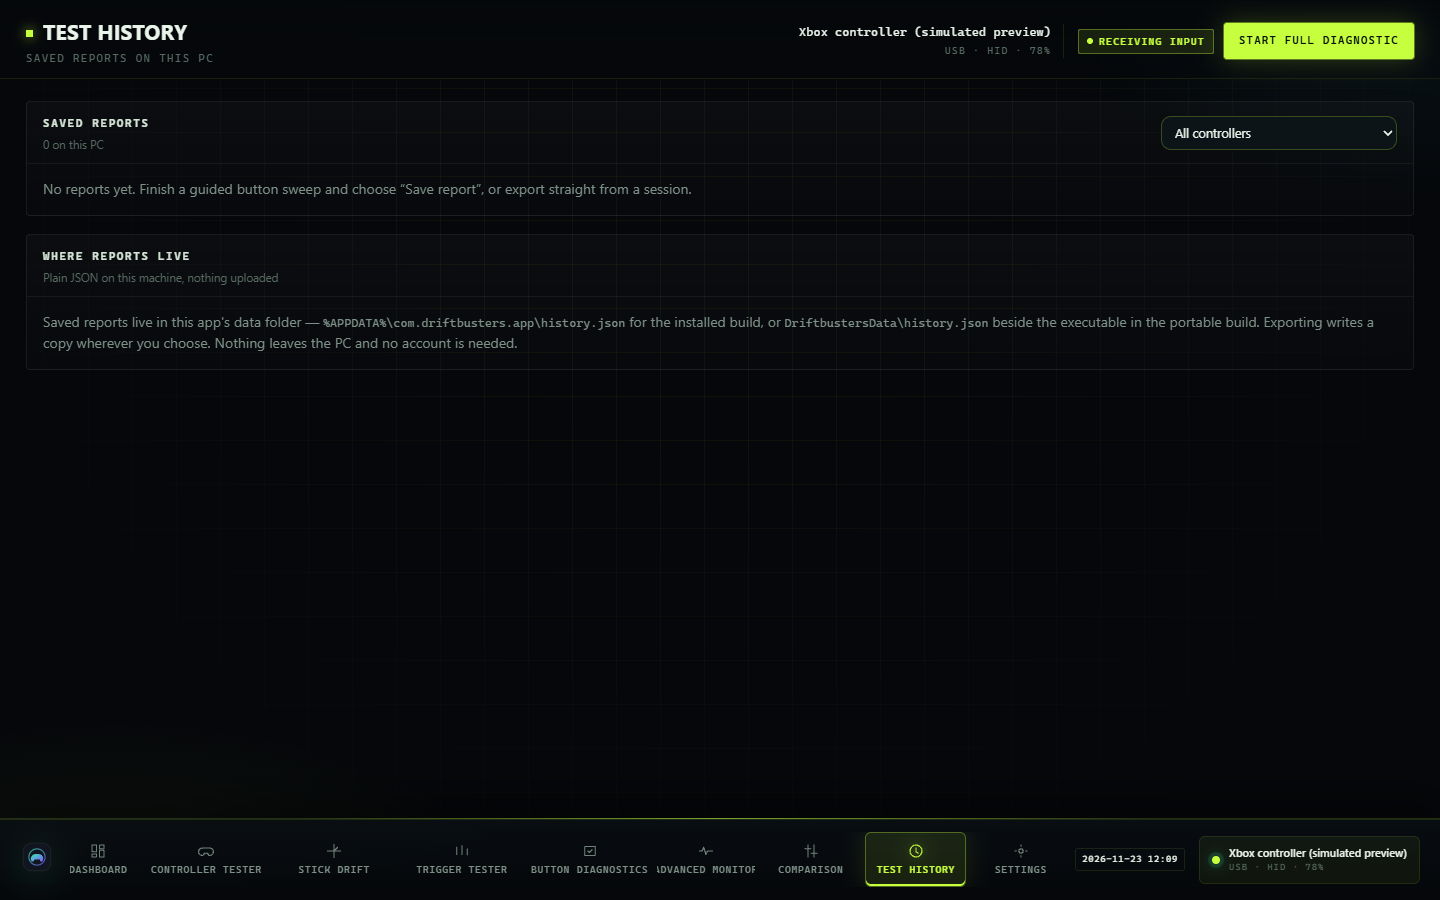 TEST HISTORY
SAVED REPORTS ON THIS PC
Xbox controller (simulated preview)
USB · HID · 78%
RECEIVING INPUT
START FULL DIAGNOSTIC
SAVED REPORTS
0 on this PC
All controllers
No reports yet. Finish a guided button sweep and choose “Save report”, or export straight from a session.
WHERE REPORTS LIVE
Plain JSON on this machine, nothing uploaded
Saved reports live in this app's data folder — %APPDATA%\com.driftbusters.app\history.json for the installed build, or DriftbustersData\history.json beside the executable in the portable build. Exporting writes a
copy wherever you choose. Nothing leaves the PC and no account is needed.
DASHBOARD
CONTROLLER TESTER
STICK DRIFT
TRIGGER TESTER
BUTTON DIAGNOSTICS
ADVANCED MONITOR
COMPARISON
TEST HISTORY
SETTINGS
2026-11-23 12:09
Xbox controller (simulated preview)
USB · HID · 78%